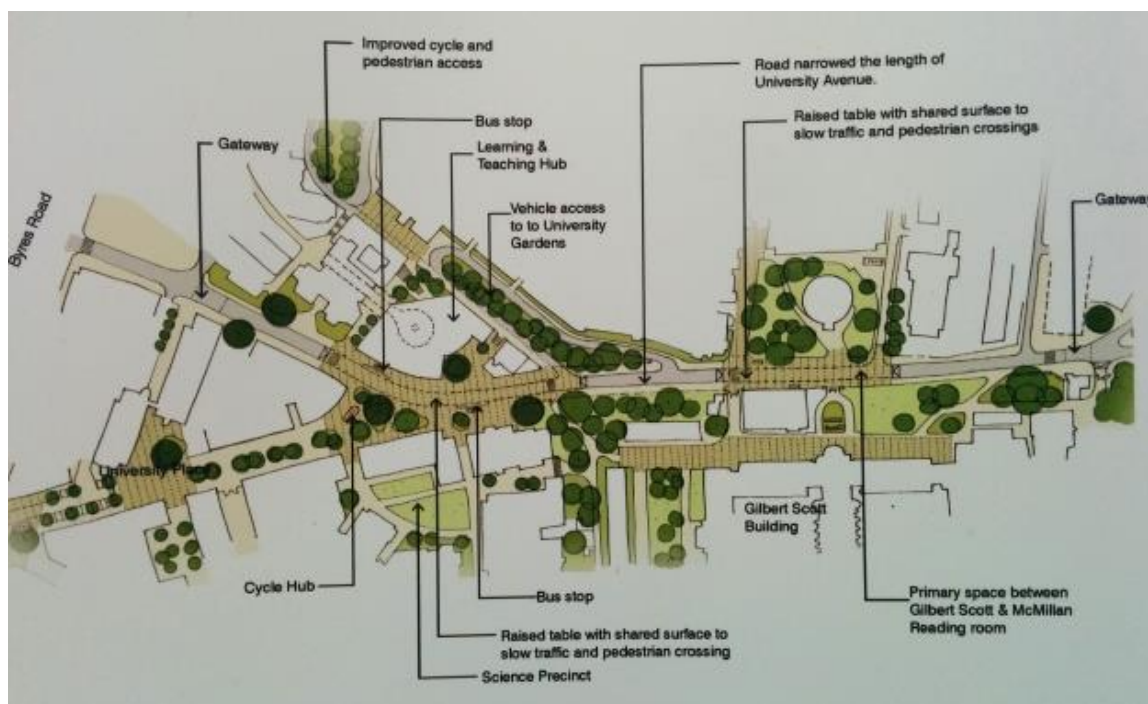 Improved cycle and
pedestrian access
Road narrowed the length of
University Avenue.
Bus stop
Raised table with shared surface to
slow traffic and pedestrian crossings
Gateway
Learning &
Teaching Hub
Gateway
Byres Road
Vehicle access
to to University
Gardens
University Place
Gilbert Scott
Building
Cycle Hub
Bus stop
Primary space between
Gilbert Scott & McMillan
Reading room
Raised table with shared surface to
slow traffic and pedestrian crossing
Science Precinct